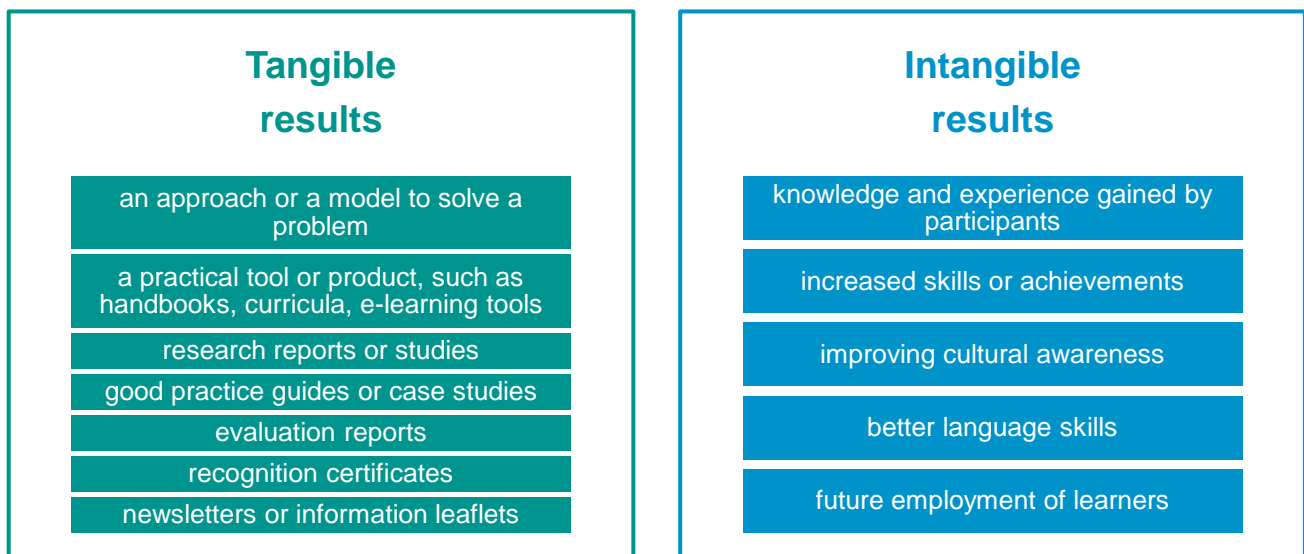 Tangible
results
an approach or a model to solve a
problem
a practical tool or product, such as
handbooks, curricula, e-learning tools
research reports or studies
good practice guides or case studies
evaluation reports
recognition certificates
newsletters or information leaflets
Intangible
results
knowledge and experience gained by
participants
increased skills or achievements
improving cultural awareness
better language skills
future employment of learners